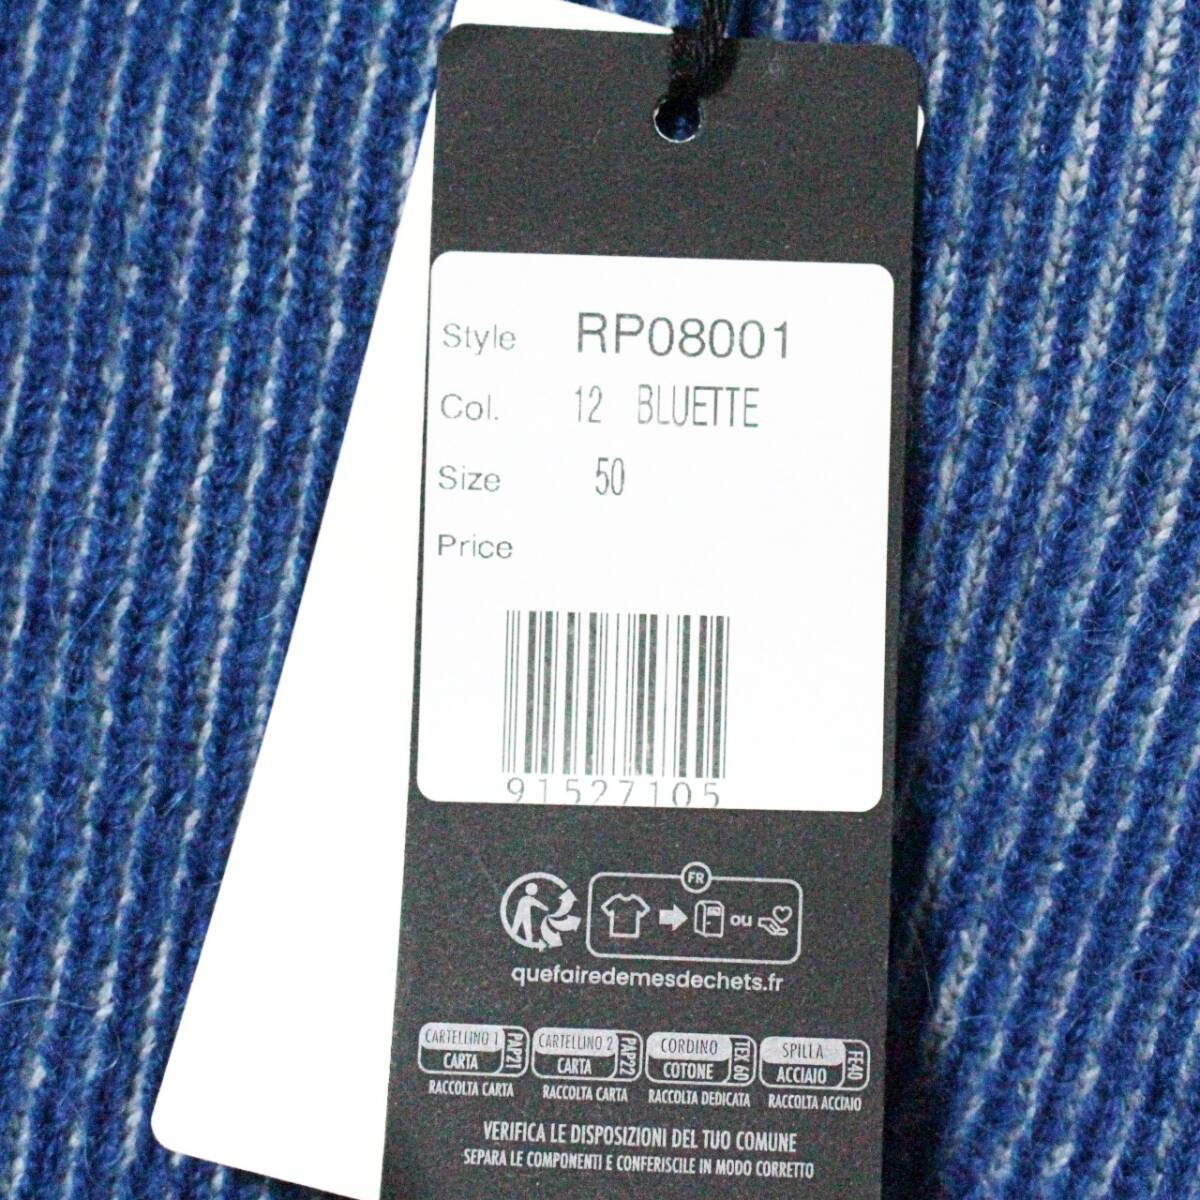 Style RP08001
Col. 12 BLUETTE
Size 50
Price
91527105
FR
ou
quefairedemesdechets.fr
CARTELLINO 1 CARTA PAP21
RACCOLTA CARTA
CARTELLINO 2 CARTA PAP22
RACCOLTA CARTA
CORDINO COTONE TEX 60
RACCOLTA DEDICATA
SPILLA ACCIAIO FE40
RACCOLTA ACCIAIO
VERIFICA LE DISPOSIZIONI DEL TUO COMUNE
SEPARA LE COMPONENTI E CONFERISCILE IN MODO CORRETTO